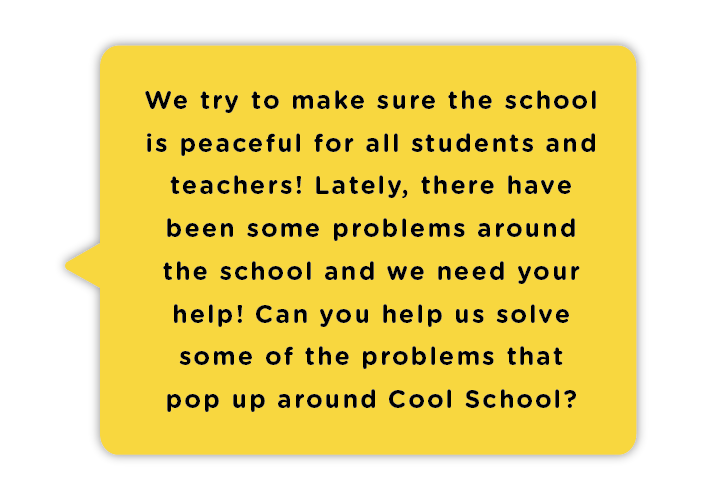 We try to make sure the school
is peaceful for all students and
teachers! Lately, there have
been some problems around
the school and we need your
help! Can you help us solve
some of the problems that
pop up around Cool School?